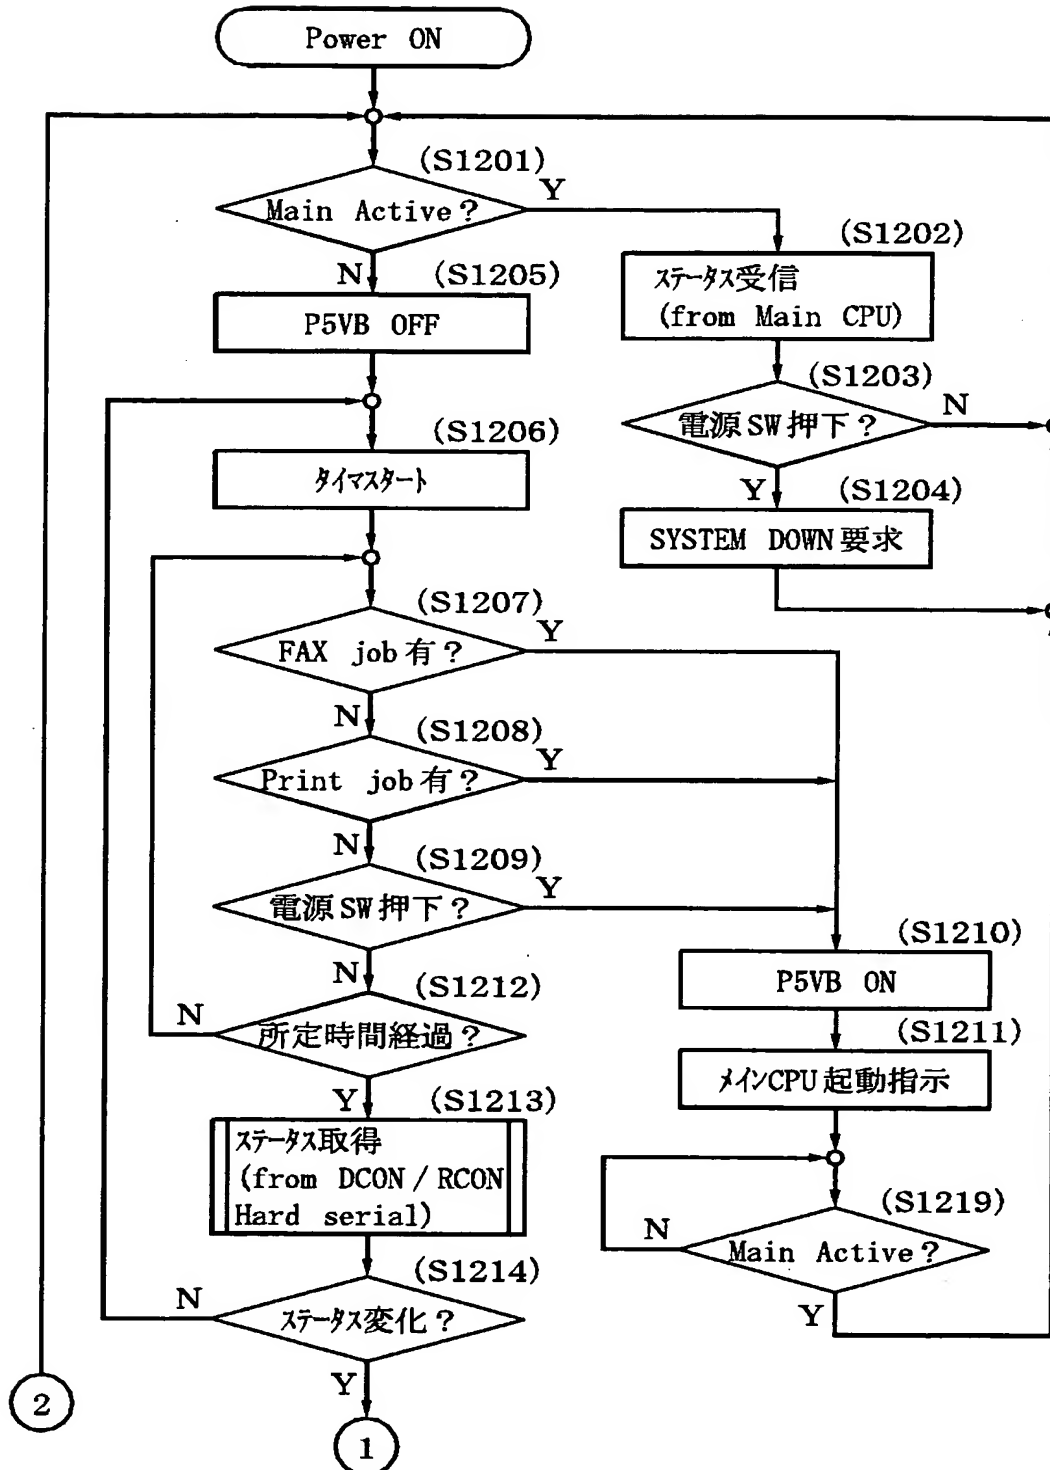 Power ON
(S1201)
Main Active?
Y
N
(S1202)
ステータス受信
(from Main CPU)
(S1205)
P5VB OFF
(S1203)
電源SW押下?
N
Y
(S1206)
タイマスタート
(S1204)
SYSTEM DOWN要求
(S1207)
FAX job有?
Y
N
(S1208)
Print job有?
Y
N
(S1209)
電源SW押下?
Y
N
(S1210)
P5VB ON
(S1212)
所定時間経過?
N
Y
(S1211)
メインCPU起動指示
(S1213)
ステータス取得
(from DCON/RCON
Hard serial)
(S1219)
Main Active?
N
Y
(S1214)
ステータス変化?
N
Y
2
1